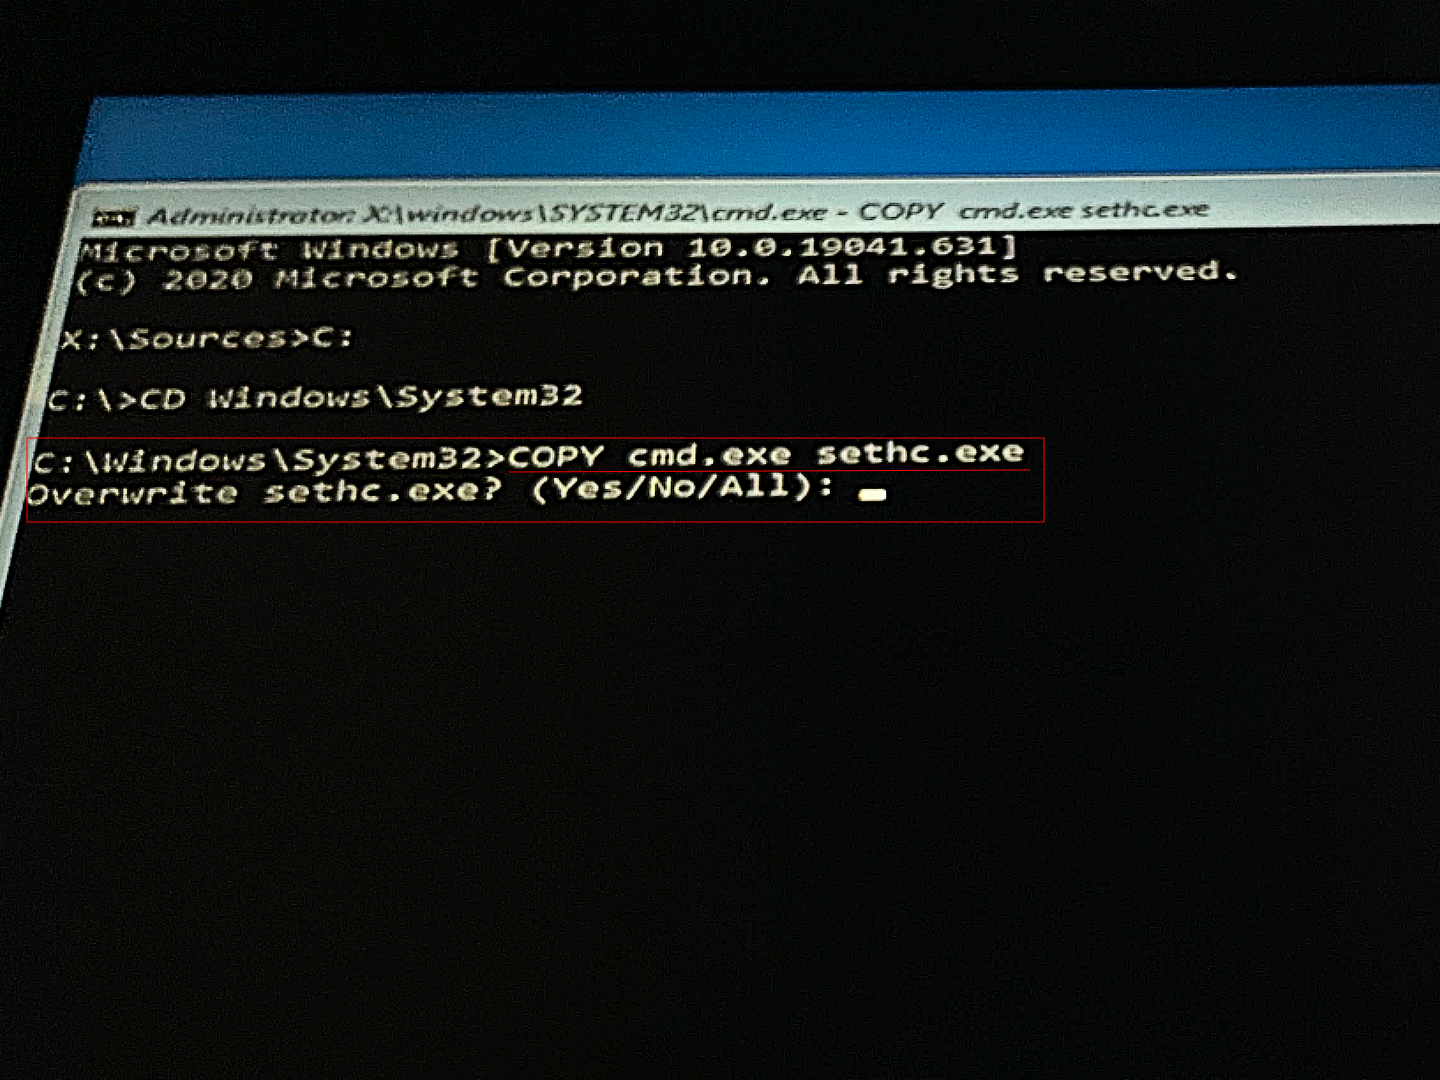 Administrator: X:\windows\SYSTEM32\cmd.exe - COPY  cmd.exe sethc.exe
Microsoft Windows [Version 10.0.19041.631]
(c) 2020 Microsoft Corporation. All rights reserved.
X:\Sources>C:
C:\>CD Windows\System32
C:\Windows\System32>COPY cmd.exe sethc.exe
Overwrite sethc.exe? (Yes/No/All):